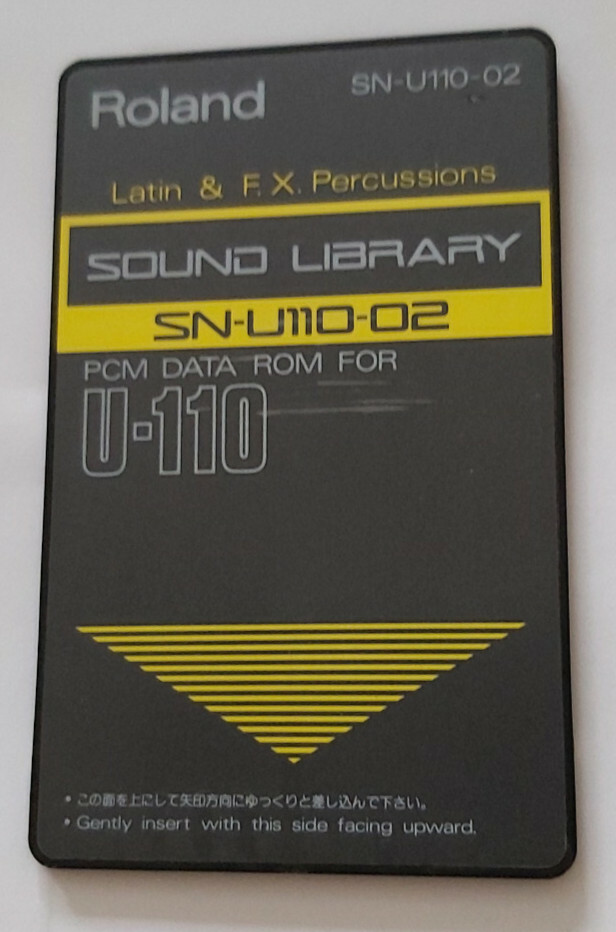 Roland
SN-U110-02
Latin & F.X. Percussions
SOUND LIBRARY
SN-U110-02
PCM DATA ROM FOR
U-110
• この面を上にして矢印方向にゆっくりと差し込んで下さい。
• Gently insert with this side facing upward.